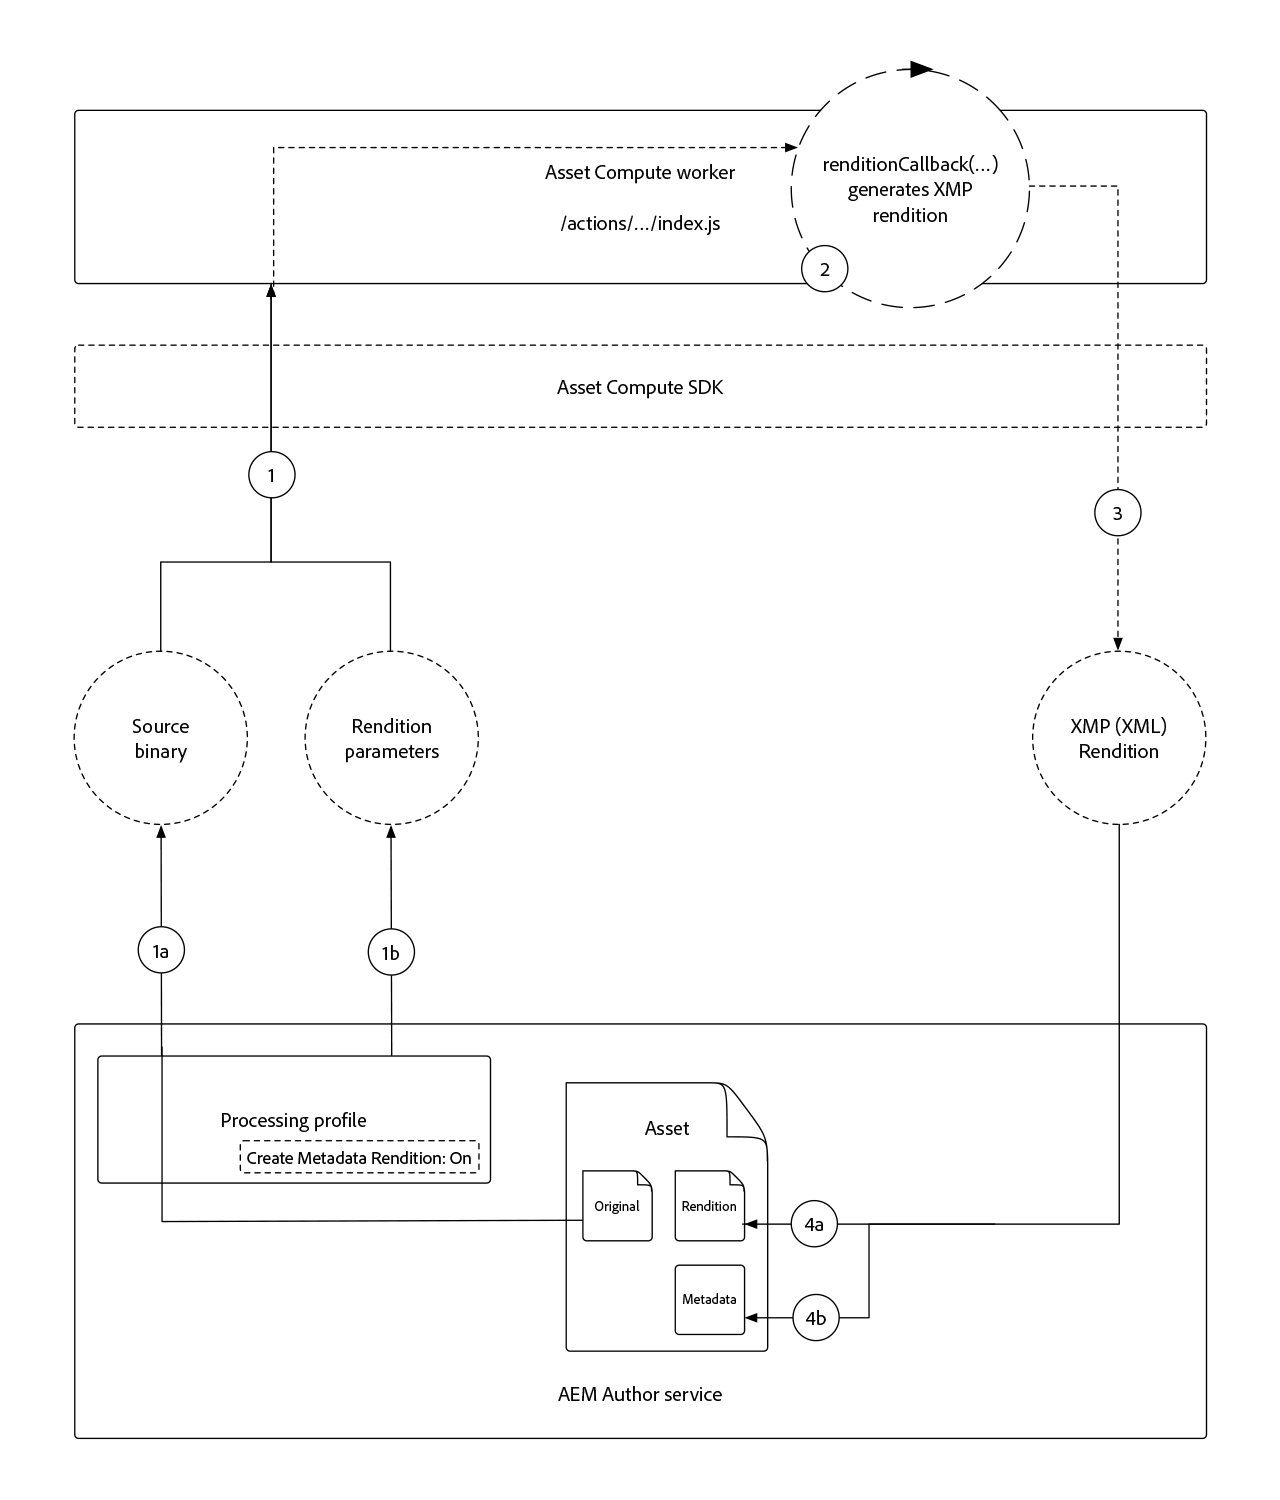 renditionCallback(...)
generates XMP
rendition
Asset Compute worker
/actions/.../index.js
2
Asset Compute SDK
1
3
Source
binary
Rendition
parameters
XMP (XML)
Rendition
1a
1b
Processing profile
Create Metadata Rendition: On
Asset
Original
Rendition
4a
Metadata
4b
AEM Author service